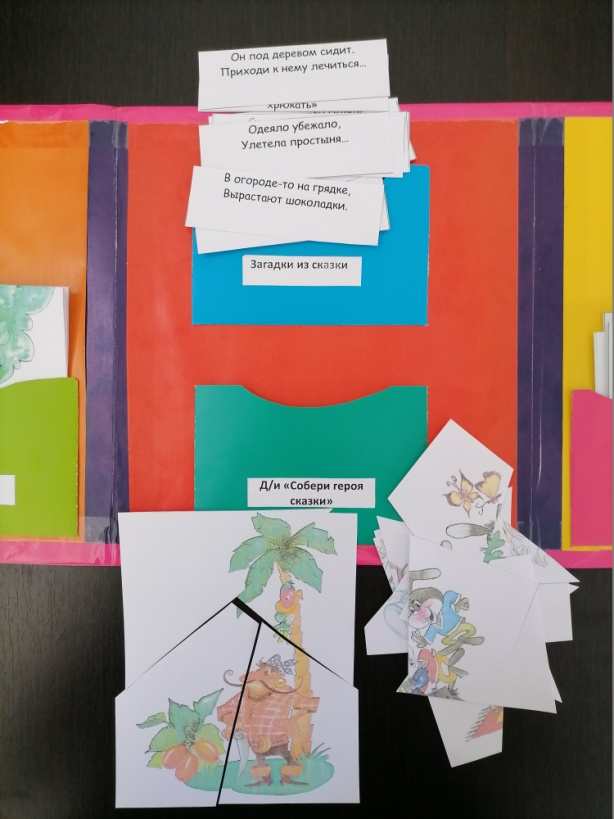 Он под деревом сидит.
Приходи к нему лечиться…
хрюкать»
Одеяло убежало,
Улетела простыня…
В огороде-то на грядке,
Вырастают шоколадки.
Загадки из сказки
Д/и «Собери героя
сказки»